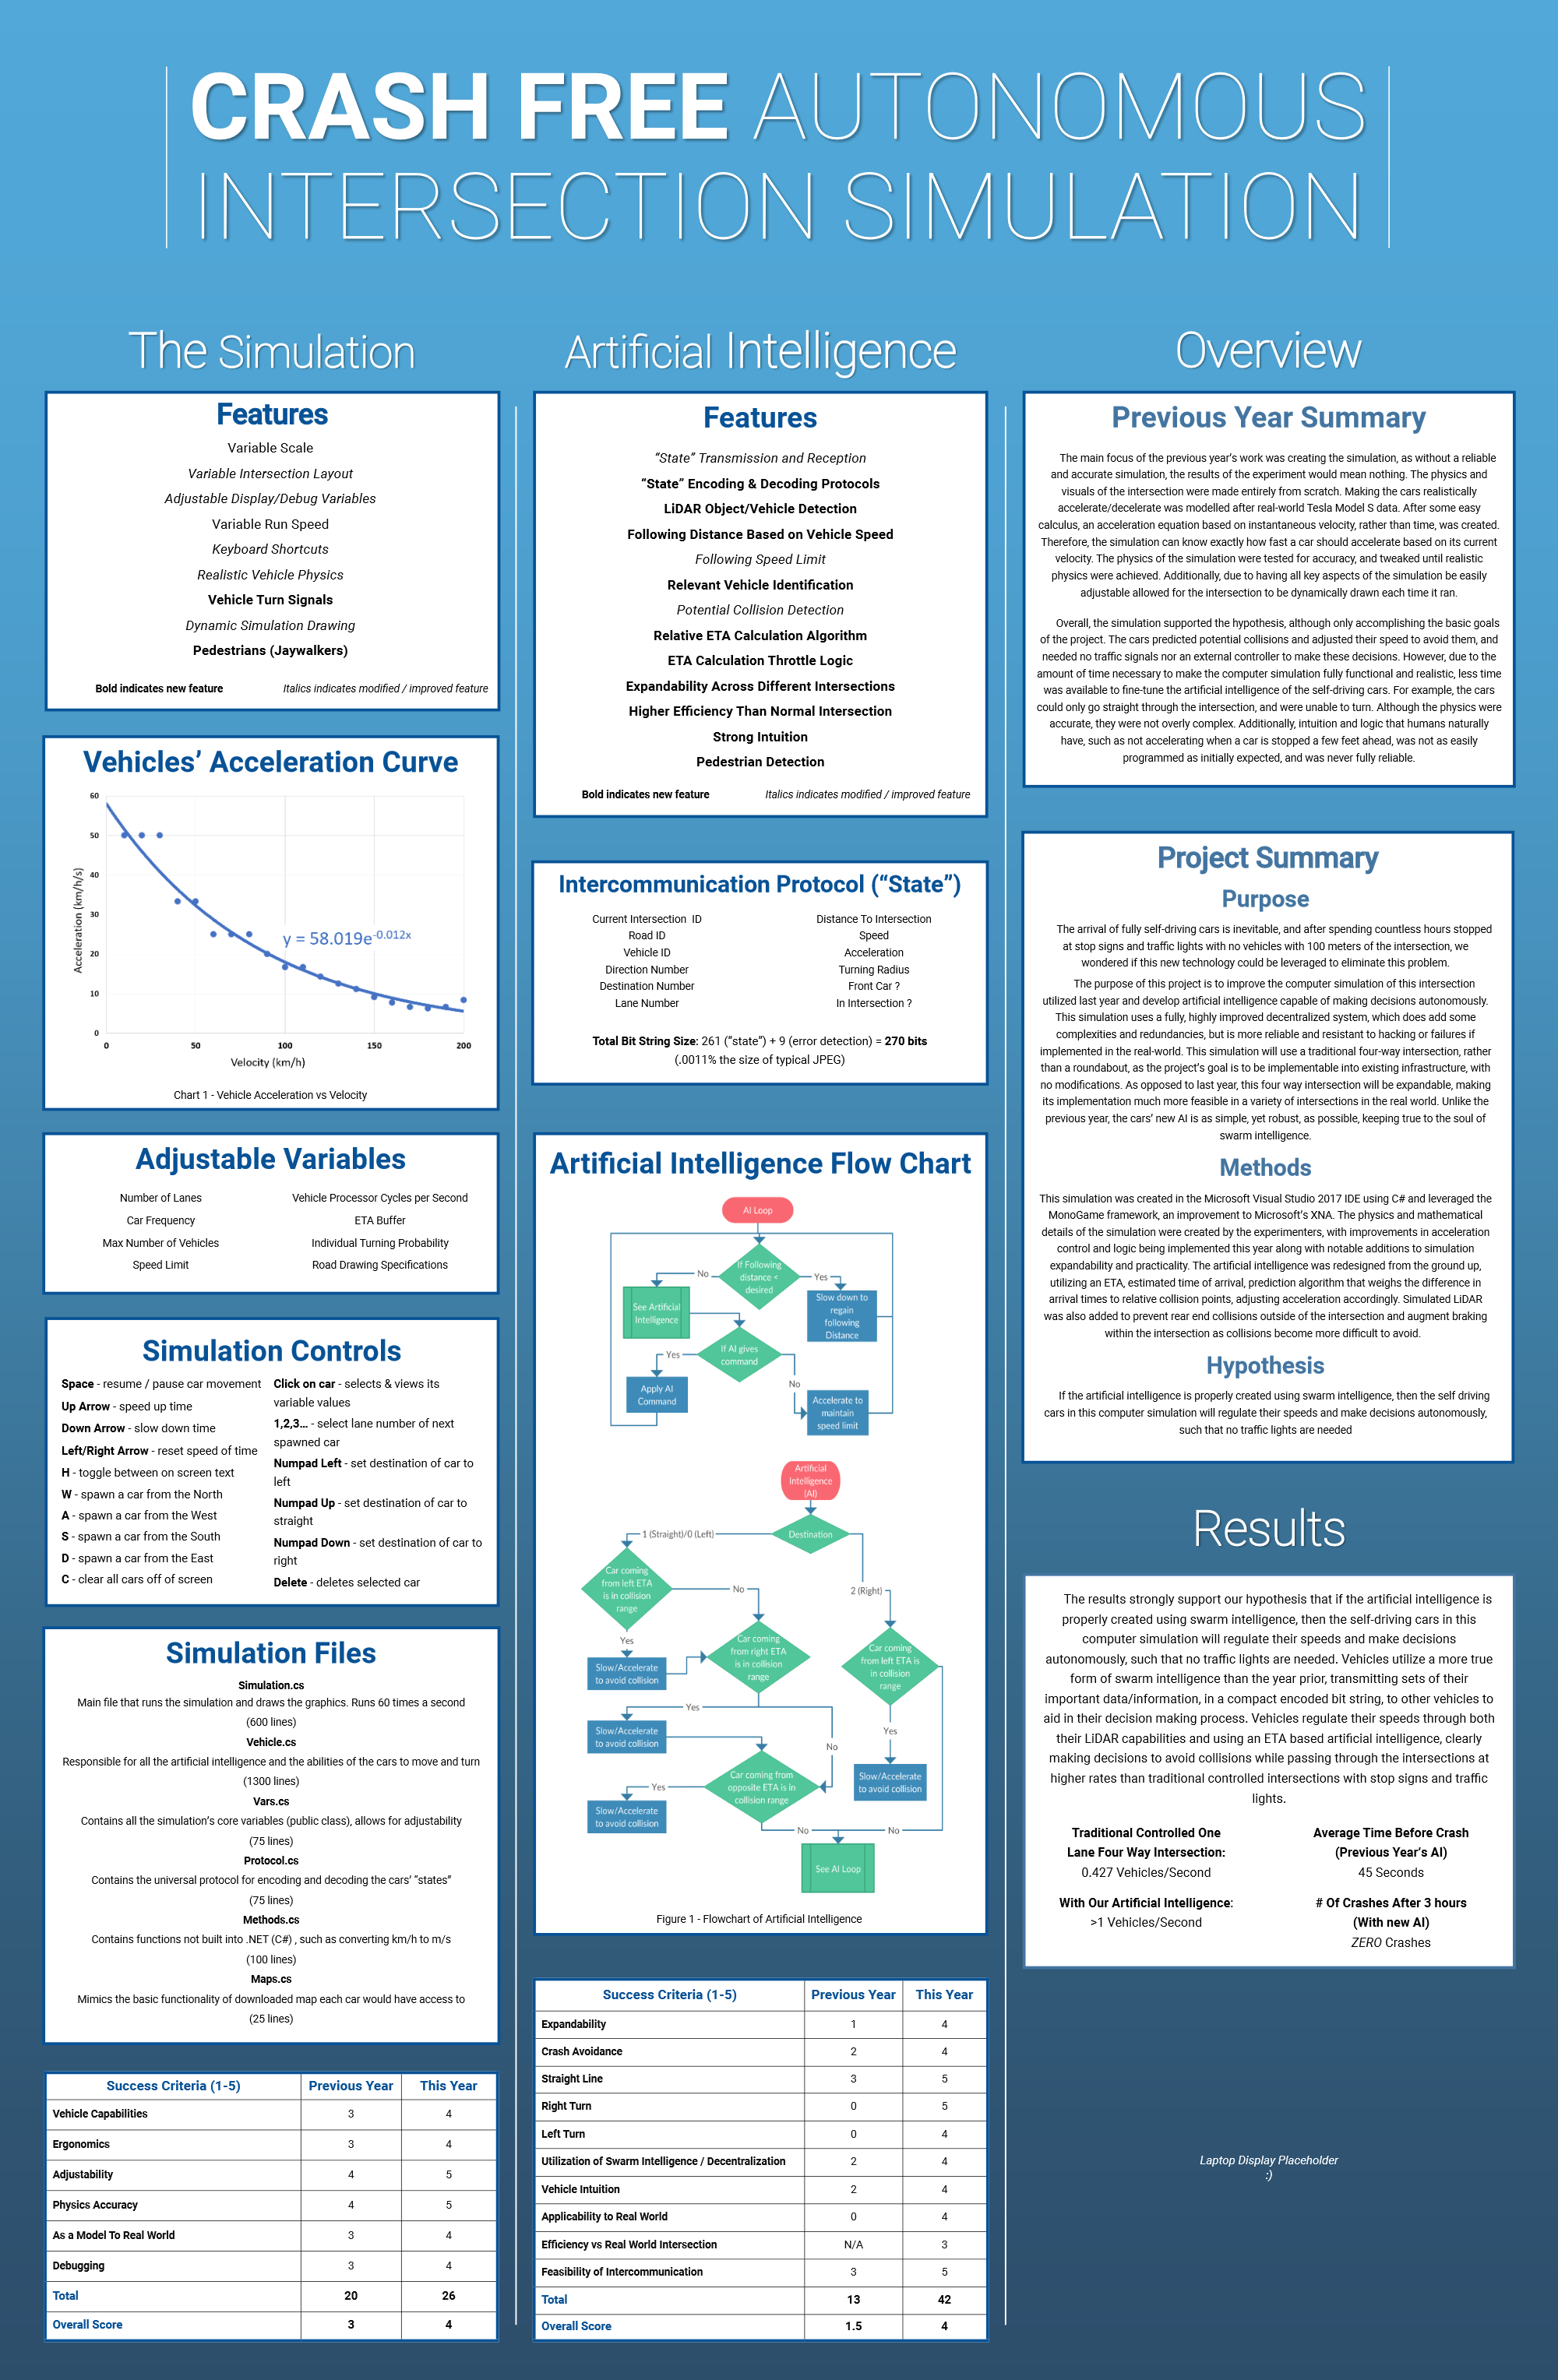 CRASH FREE AUTONOMOUS
INTERSECTION SIMULATION
The Simulation
Features
Variable Scale
Variable Intersection Layout
Adjustable Display/Debug Variables
Variable Run Speed
Keyboard Shortcuts
Realistic Vehicle Physics
Vehicle Turn Signals
Dynamic Simulation Drawing
Pedestrians (Jaywalkers)
Bold indicates new feature
Italics indicates modified / improved feature
Vehicles’ Acceleration Curve
60
50
40
30
20
10
0
Acceleration (km/h/s)
y = 58.019e^-0.012x
0 50 100 150 200
Velocity (km/h)
Chart 1 - Vehicle Acceleration vs Velocity
Adjustable Variables
Number of Lanes
Car Frequency
Max Number of Vehicles
Speed Limit
Vehicle Processor Cycles per Second
ETA Buffer
Individual Turning Probability
Road Drawing Specifications
Simulation Controls
Space - resume / pause car movement
Up Arrow - speed up time
Down Arrow - slow down time
Left/Right Arrow - reset speed of time
H - toggle between on screen text
W - spawn a car from the North
A - spawn a car from the West
S - spawn a car from the South
D - spawn a car from the East
C - clear all cars off of screen
Click on car - selects & views its
variable values
1,2,3... - select lane number of next
spawned car
Numpad Left - set destination of car to
left
Numpad Up - set destination of car to
straight
Numpad Down - set destination of car to
right
Delete - deletes selected car
Simulation Files
Simulation.cs
Main file that runs the simulation and draws the graphics. Runs 60 times a second
(600 lines)
Vehicle.cs
Responsible for all the artificial intelligence and the abilities of the cars to move and turn
(1300 lines)
Vars.cs
Contains all the simulation’s core variables (public class), allows for adjustability
(75 lines)
Protocol.cs
Contains the universal protocol for encoding and decoding the cars’ “states”
(75 lines)
Methods.cs
Contains functions not built into .NET (C#) , such as converting km/h to m/s
(100 lines)
Maps.cs
Mimics the basic functionality of downloaded map each car would have access to
(25 lines)
Success Criteria (1-5) Previous Year This Year
Vehicle Capabilities 3 4
Ergonomics 3 4
Adjustability 4 5
Physics Accuracy 4 5
As a Model To Real World 3 4
Debugging 3 4
Total 20 26
Overall Score 3 4
Artificial Intelligence
Features
“State” Transmission and Reception
“State” Encoding & Decoding Protocols
LiDAR Object/Vehicle Detection
Following Distance Based on Vehicle Speed
Following Speed Limit
Relevant Vehicle Identification
Potential Collision Detection
Relative ETA Calculation Algorithm
ETA Calculation Throttle Logic
Expandability Across Different Intersections
Higher Efficiency Than Normal Intersection
Strong Intuition
Pedestrian Detection
Bold indicates new feature
Italics indicates modified / improved feature
Intercommunication Protocol (“State”)
Current Intersection ID
Road ID
Vehicle ID
Direction Number
Destination Number
Lane Number
Distance To Intersection
Speed
Acceleration
Turning Radius
Front Car ?
In Intersection ?
Total Bit String Size: 261 (“state”) + 9 (error detection) = 270 bits
(.0011% the size of typical JPEG)
Artificial Intelligence Flow Chart
AI Loop
If Following
distance <
desired
No
Yes
See Artificial
Intelligence
Slow down to
regain
following
Distance
If AI gives
command
Yes
No
Apply AI
Command
Accelerate to
maintain
speed limit
Artificial
Intelligence
(AI)
Destination
1 (Straight)/0 (Left)
2 (Right)
Car coming
from left ETA
is in collision
range
No
Yes
Slow/Accelerate
to avoid collision
Car coming
from right ETA
is in collision
range
Car coming
from left ETA is
in collision
range
Yes
No
Yes
Slow/Accelerate
to avoid collision
Car coming from
opposite ETA is in
collision range
Yes
Slow/Accelerate
to avoid collision
Slow/Accelerate
to avoid collision
No
No
See AI Loop
Figure 1 - Flowchart of Artificial Intelligence
Success Criteria (1-5) Previous Year This Year
Expandability 1 4
Crash Avoidance 2 4
Straight Line 3 5
Right Turn 0 5
Left Turn 0 4
Utilization of Swarm Intelligence / Decentralization 2 4
Vehicle Intuition 2 4
Applicability to Real World 0 4
Efficiency vs Real World Intersection N/A 3
Feasibility of Intercommunication 3 5
Total 13 42
Overall Score 1.5 4
Overview
Previous Year Summary
The main focus of the previous year’s work was creating the simulation, as without a reliable
and accurate simulation, the results of the experiment would mean nothing. The physics and
visuals of the intersection were made entirely from scratch. Making the cars realistically
accelerate/decelerate was modelled after real-world Tesla Model S data. After some easy
calculus, an acceleration equation based on instantaneous velocity, rather than time, was created.
Therefore, the simulation can know exactly how fast a car should accelerate based on its current
velocity. The physics of the simulation were tested for accuracy, and tweaked until realistic
physics were achieved. Additionally, due to having all key aspects of the simulation be easily
adjustable allowed for the intersection to be dynamically drawn each time it ran.
Overall, the simulation supported the hypothesis, although only accomplishing the basic goals
of the project. The cars predicted potential collisions and adjusted their speed to avoid them, and
needed no traffic signals nor an external controller to make these decisions. However, due to the
amount of time necessary to make the computer simulation fully functional and realistic, less time
was available to fine-tune the artificial intelligence of the self-driving cars. For example, the cars
could only go straight through the intersection, and were unable to turn. Although the physics were
accurate, they were not overly complex. Additionally, intuition and logic that humans naturally
have, such as not accelerating when a car is stopped a few feet ahead, was not as easily
programmed as initially expected, and was never fully reliable.
Project Summary
Purpose
The arrival of fully self-driving cars is inevitable, and after spending countless hours stopped
at stop signs and traffic lights with no vehicles with 100 meters of the intersection, we
wondered if this new technology could be leveraged to eliminate this problem.
The purpose of this project is to improve the computer simulation of this intersection
utilized last year and develop artificial intelligence capable of making decisions autonomously.
This simulation uses a fully, highly improved decentralized system, which does add some
complexities and redundancies, but is more reliable and resistant to hacking or failures if
implemented in the real-world. This simulation will use a traditional four-way intersection, rather
than a roundabout, as the project’s goal is to be implementable into existing infrastructure, with
no modifications. As opposed to last year, this four way intersection will be expandable, making
its implementation much more feasible in a variety of intersections in the real world. Unlike the
previous year, the cars’ new AI is as simple, yet robust, as possible, keeping true to the soul of
swarm intelligence.
Methods
This simulation was created in the Microsoft Visual Studio 2017 IDE using C# and leveraged the
MonoGame framework, an improvement to Microsoft’s XNA. The physics and mathematical
details of the simulation were created by the experimenters, with improvements in acceleration
control and logic being implemented this year along with notable additions to simulation
expandability and practicality. The artificial intelligence was redesigned from the ground up,
utilizing an ETA, estimated time of arrival, prediction algorithm that weighs the difference in
arrival times to relative collision points, adjusting acceleration accordingly. Simulated LiDAR
was also added to prevent rear end collisions outside of the intersection and augment braking
within the intersection as collisions become more difficult to avoid.
Hypothesis
If the artificial intelligence is properly created using swarm intelligence, then the self driving
cars in this computer simulation will regulate their speeds and make decisions autonomously,
such that no traffic lights are needed
Results
The results strongly support our hypothesis that if the artificial intelligence is
properly created using swarm intelligence, then the self-driving cars in this
computer simulation will regulate their speeds and make decisions
autonomously, such that no traffic lights are needed. Vehicles utilize a more true
form of swarm intelligence than the year prior, transmitting sets of their
important data/information, in a compact encoded bit string, to other vehicles to
aid in their decision making process. Vehicles regulate their speeds through both
their LiDAR capabilities and using an ETA based artificial intelligence, clearly
making decisions to avoid collisions while passing through the intersections at
higher rates than traditional controlled intersections with stop signs and traffic
lights.
Traditional Controlled One
Lane Four Way Intersection:
0.427 Vehicles/Second
With Our Artificial Intelligence:
>1 Vehicles/Second
Average Time Before Crash
(Previous Year’s AI)
45 Seconds
# Of Crashes After 3 hours
(With new AI)
ZERO Crashes
Laptop Display Placeholder
:)